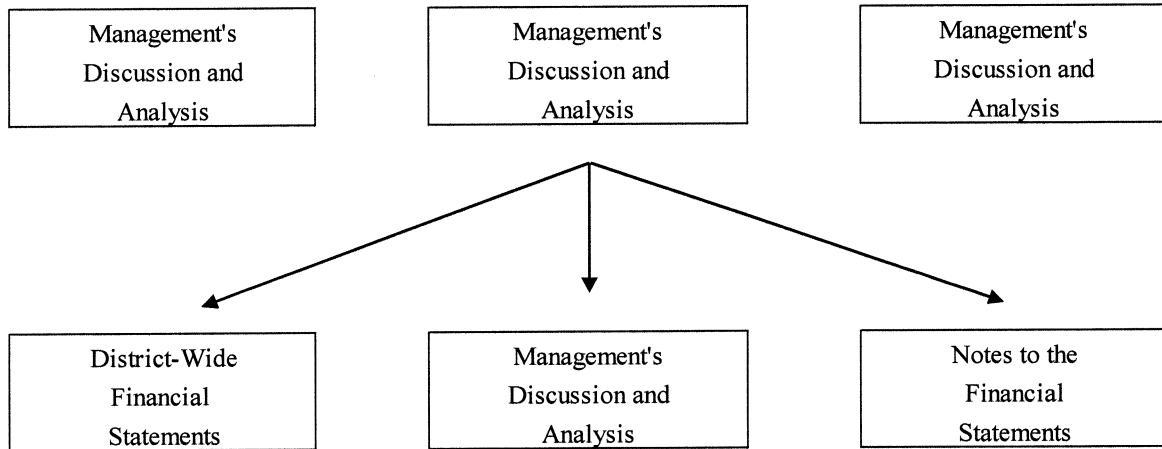 Management's
Discussion and
Analysis
Management's
Discussion and
Analysis
Management's
Discussion and
Analysis
District-Wide
Financial
Statements
Management's
Discussion and
Analysis
Notes to the
Financial
Statements